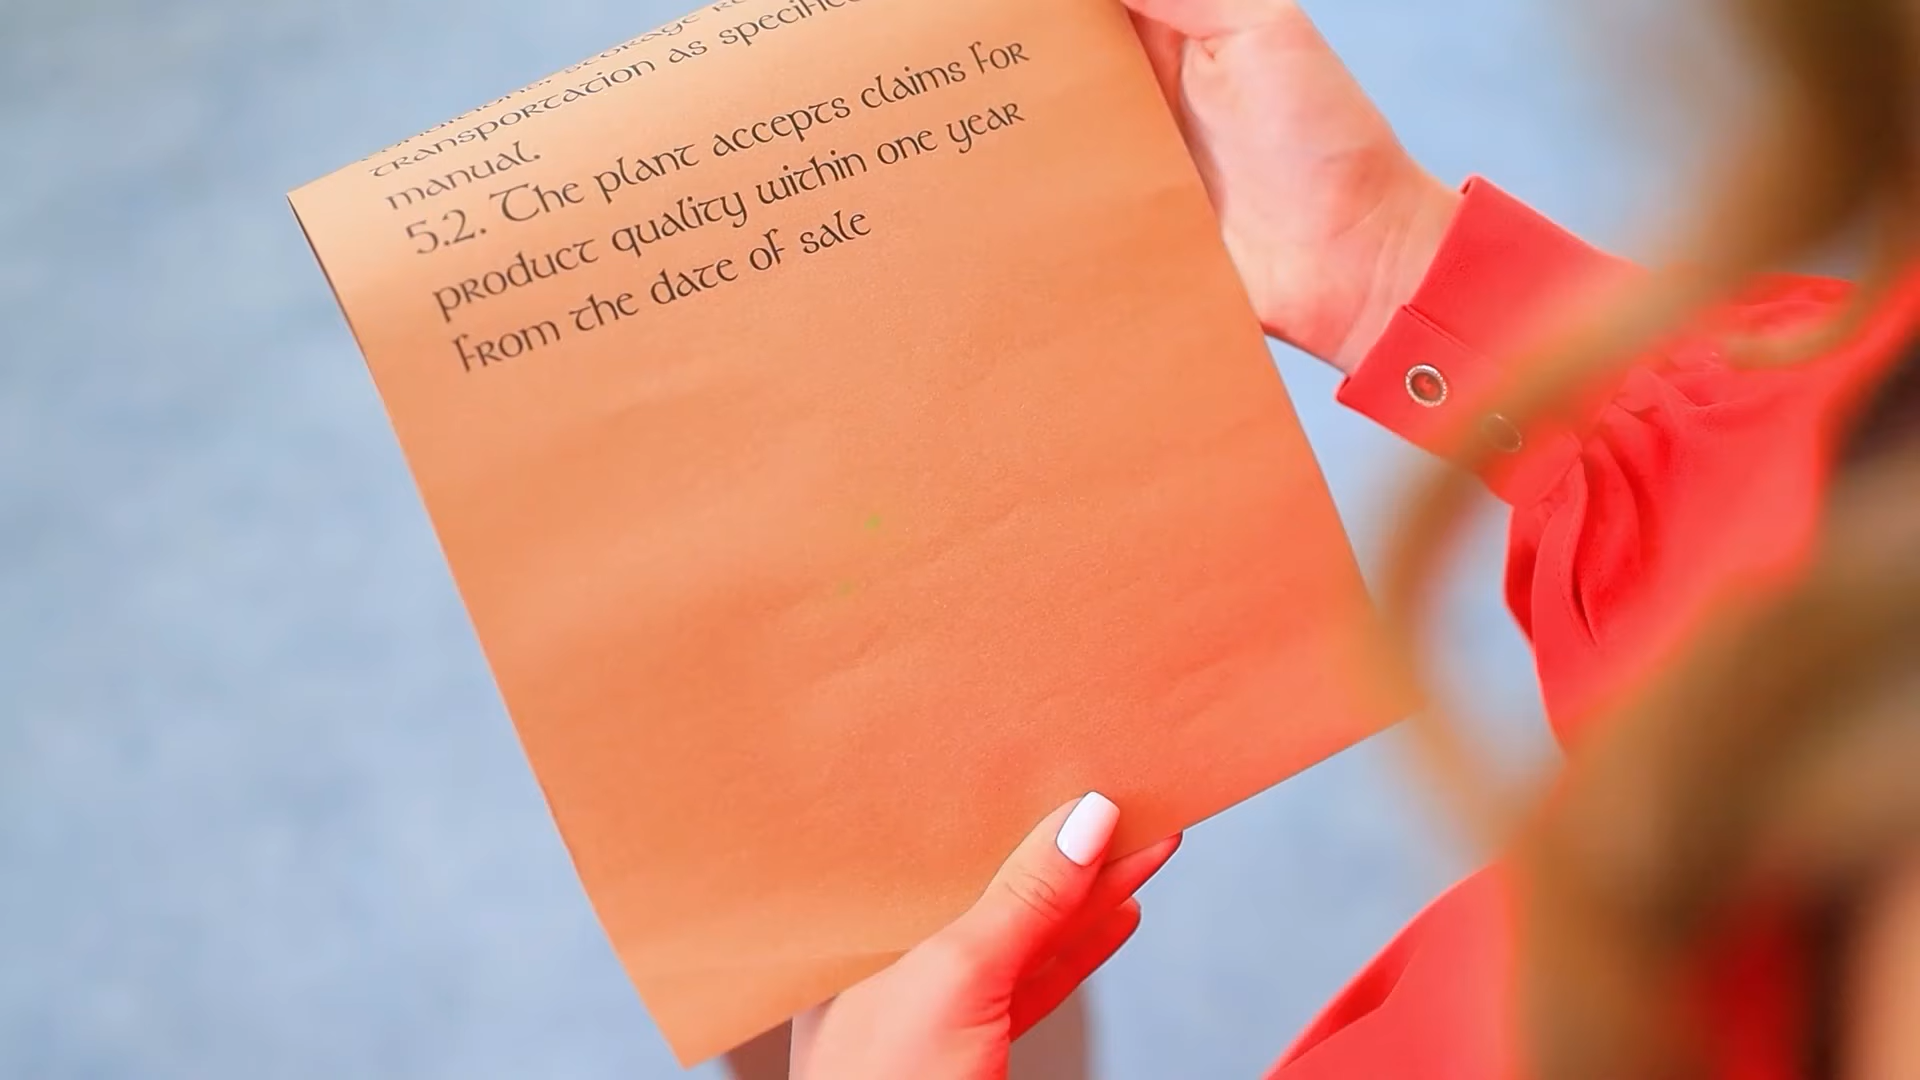 storage
transportation as specified
manual.
5.2. The plant accepts claims for
product quality within one year
from the date of sale